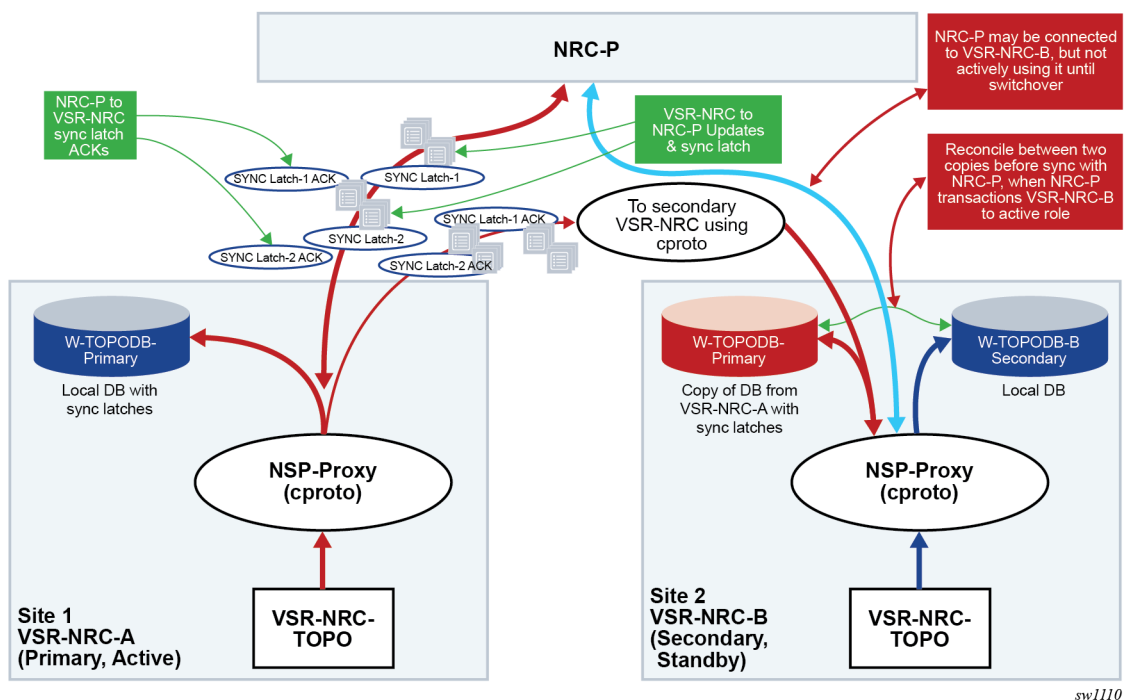 NRC-P
NRC-P may be connected
to VSR-NRC-B, but not
actively using it until
switchover
NRC-P to
VSR-NRC
sync latch
ACKs
VSR-NRC to
NRC-P Updates
& sync latch
Reconcile between two
copies before sync with
NRC-P, when NRC-P
transactions VSR-NRC-B
to active role
SYNC Latch-1 ACK
SYNC Latch-1
SYNC Latch-2
SYNC Latch-2 ACK
SYNC Latch-1 ACK
SYNC Latch-2 ACK
To secondary
VSR-NRC using
cproto
W-TOPODB-
Primary
Local DB with
sync latches
W-TOPODB-
Primary
Copy of DB from
VSR-NRC-A with
sync latches
W-TOPODB-B
Secondary
Local DB
NSP-Proxy
(cproto)
NSP-Proxy
(cproto)
Site 1
VSR-NRC-A
(Primary, Active)
VSR-NRC-
TOPO
Site 2
VSR-NRC-B
(Secondary,
Standby)
VSR-NRC-
TOPO
sw1110